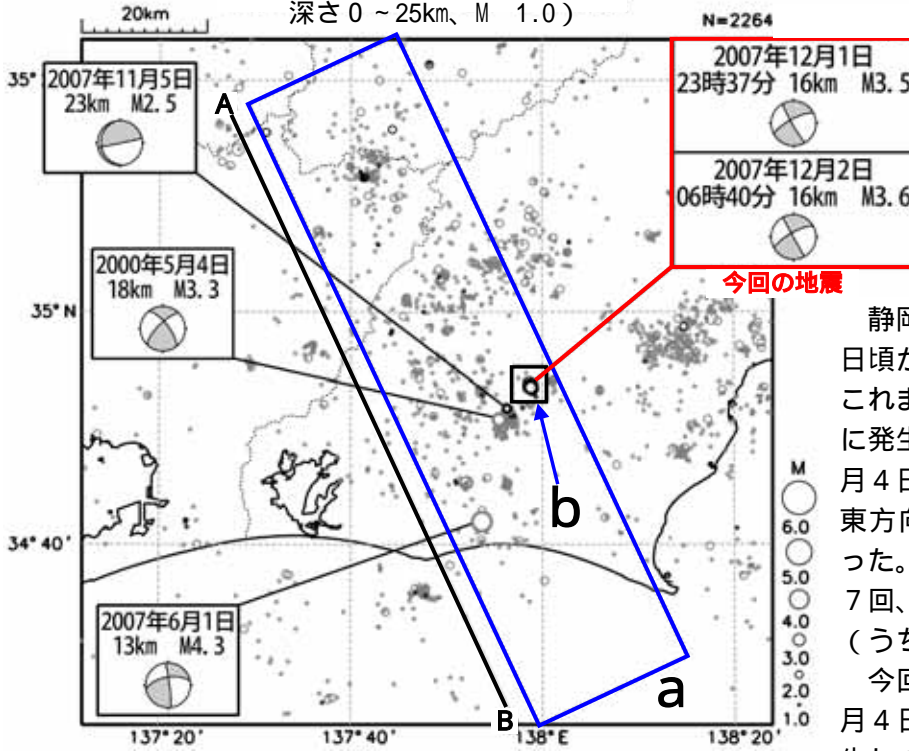 深さ0～25km、M 1.0)
20km
N=2264
35°
2007年11月5日
23km M2.5
A
2007年12月1日
23時37分 16km M3.5
2007年12月2日
06時40分 16km M3.6
今回の地震
2000年5月4日
18km M3.3
35°N
静岡
日頃か
これま
に発生
月4日
東方向
った。
7回、
(うち
今回
月4日
b
34°40′
M
6.0
5.0
4.0
3.0
2.0
1.0
2007年6月1日
13km M4.3
a
B
137°20′
137°40′
138°E
138°20′